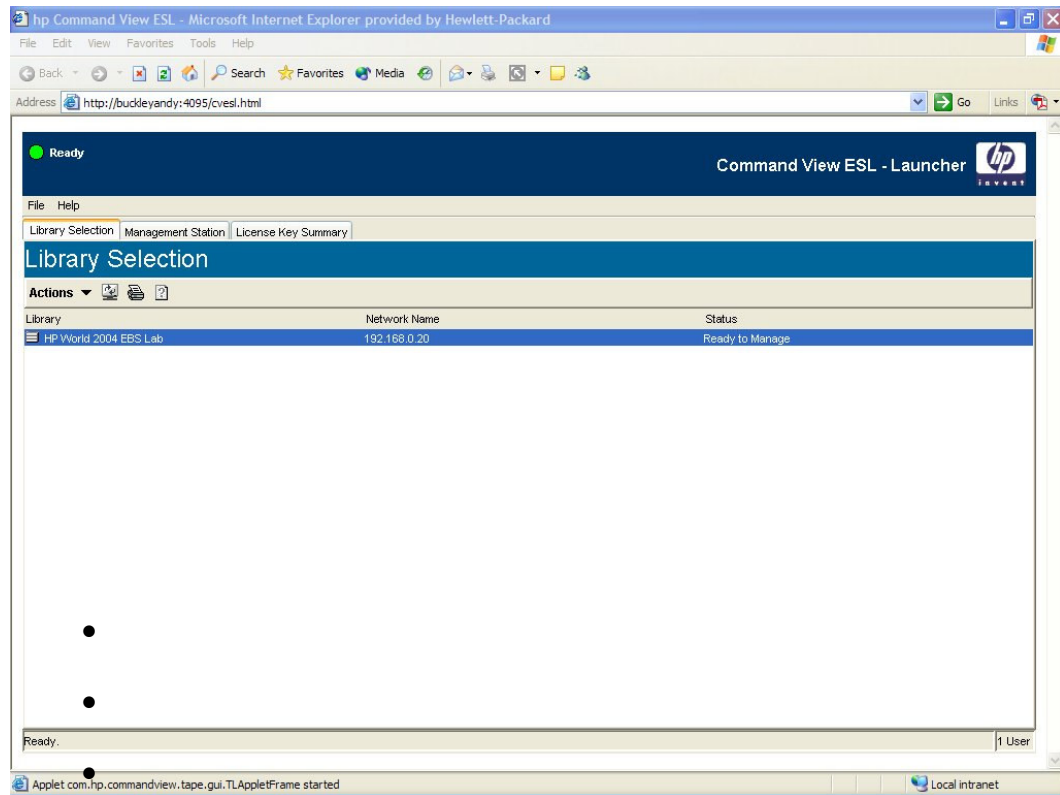 hp Command View ESL - Microsoft Internet Explorer provided by Hewlett-Packard
File Edit View Favorites Tools Help
Back Search Favorites Media
Address http://buckleyandy:4095/cvesl.html Go Links
Ready
Command View ESL - Launcher
hp
invent
File Help
Library Selection Management Station License Key Summary
Library Selection
Actions
Library Network Name Status
HP World 2004 EBS Lab 192.168.0.20 Ready to Manage
Ready. 1 User
Applet com.hp.commandview.tape.gui.TLAppletFrame started Local intranet